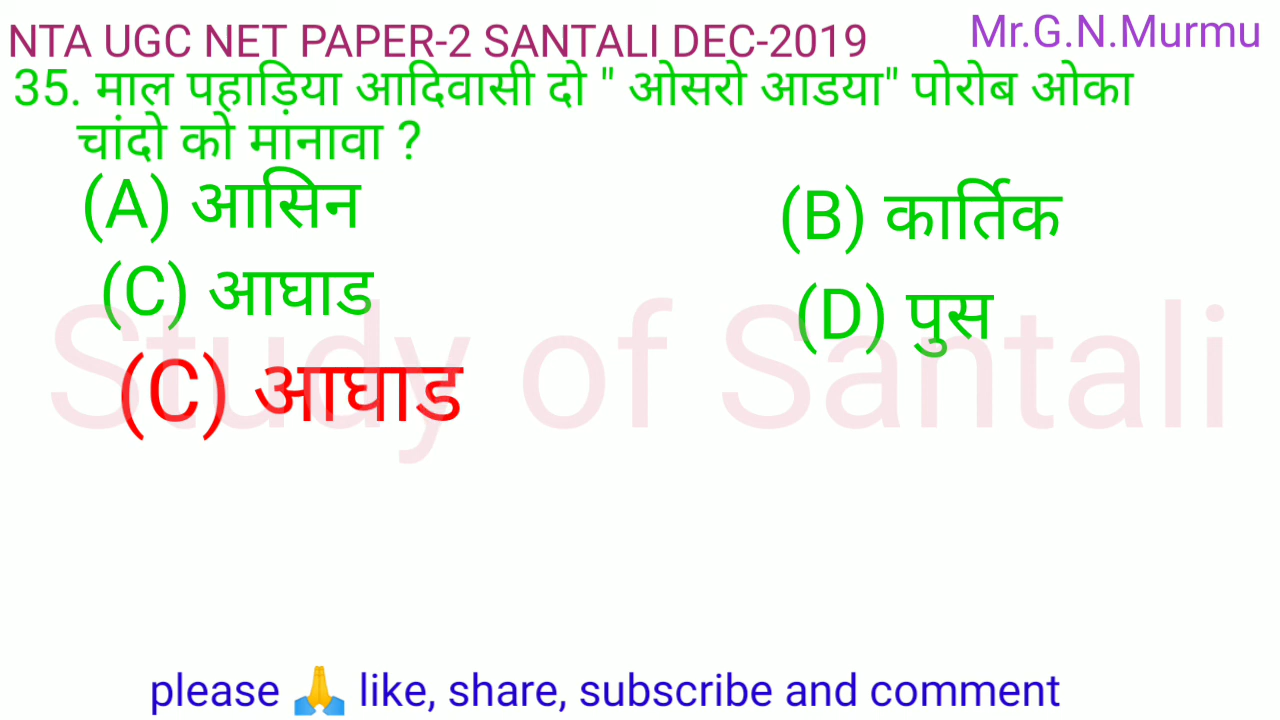 NTA UGC NET PAPER-2 SANTALI DEC-2019 Mr.G.N.Murmu
35. माल पहाड़िया आदिवासी दो " ओसरो आडया" पोरोब ओका
चांदो को मानावा ?
(A) आसिन (B) कार्तिक
(C) आघाड (D) पुस
(C) आघाड
Study of Santali
please 🙏 like, share, subscribe and comment